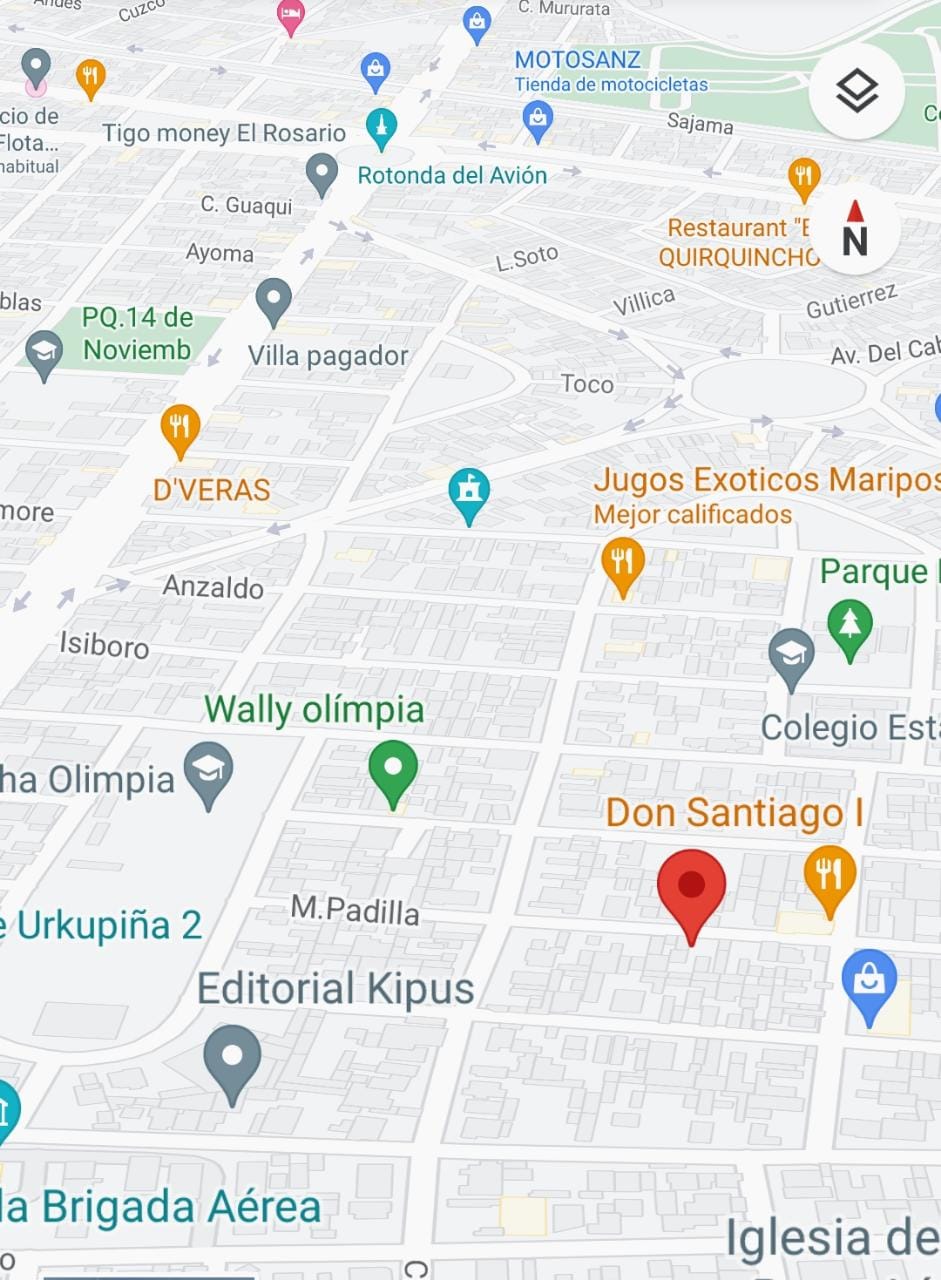 Andes
Cuzco
C. Mururata
MOTOSANZ
Tienda de motocicletas
cio de
Flota...
habitual
Tigo money El Rosario
Sajama
Rotonda del Avión
C. Guaqui
Restaurant "E
QUIRQUINCHO
N
Ayoma
L.Soto
blas
Villica
Gutierrez
PQ.14 de
Noviemb
Villa pagador
Av. Del Cab
Toco
D'VERAS
Jugos Exoticos Maripos
Mejor calificados
more
Anzaldo
Parque
Isiboro
Wally olímpia
Colegio Esta
ha Olimpia
Don Santiago I
M.Padilla
e Urkupiña 2
Editorial Kipus
la Brigada Aérea
Iglesia de
o
C